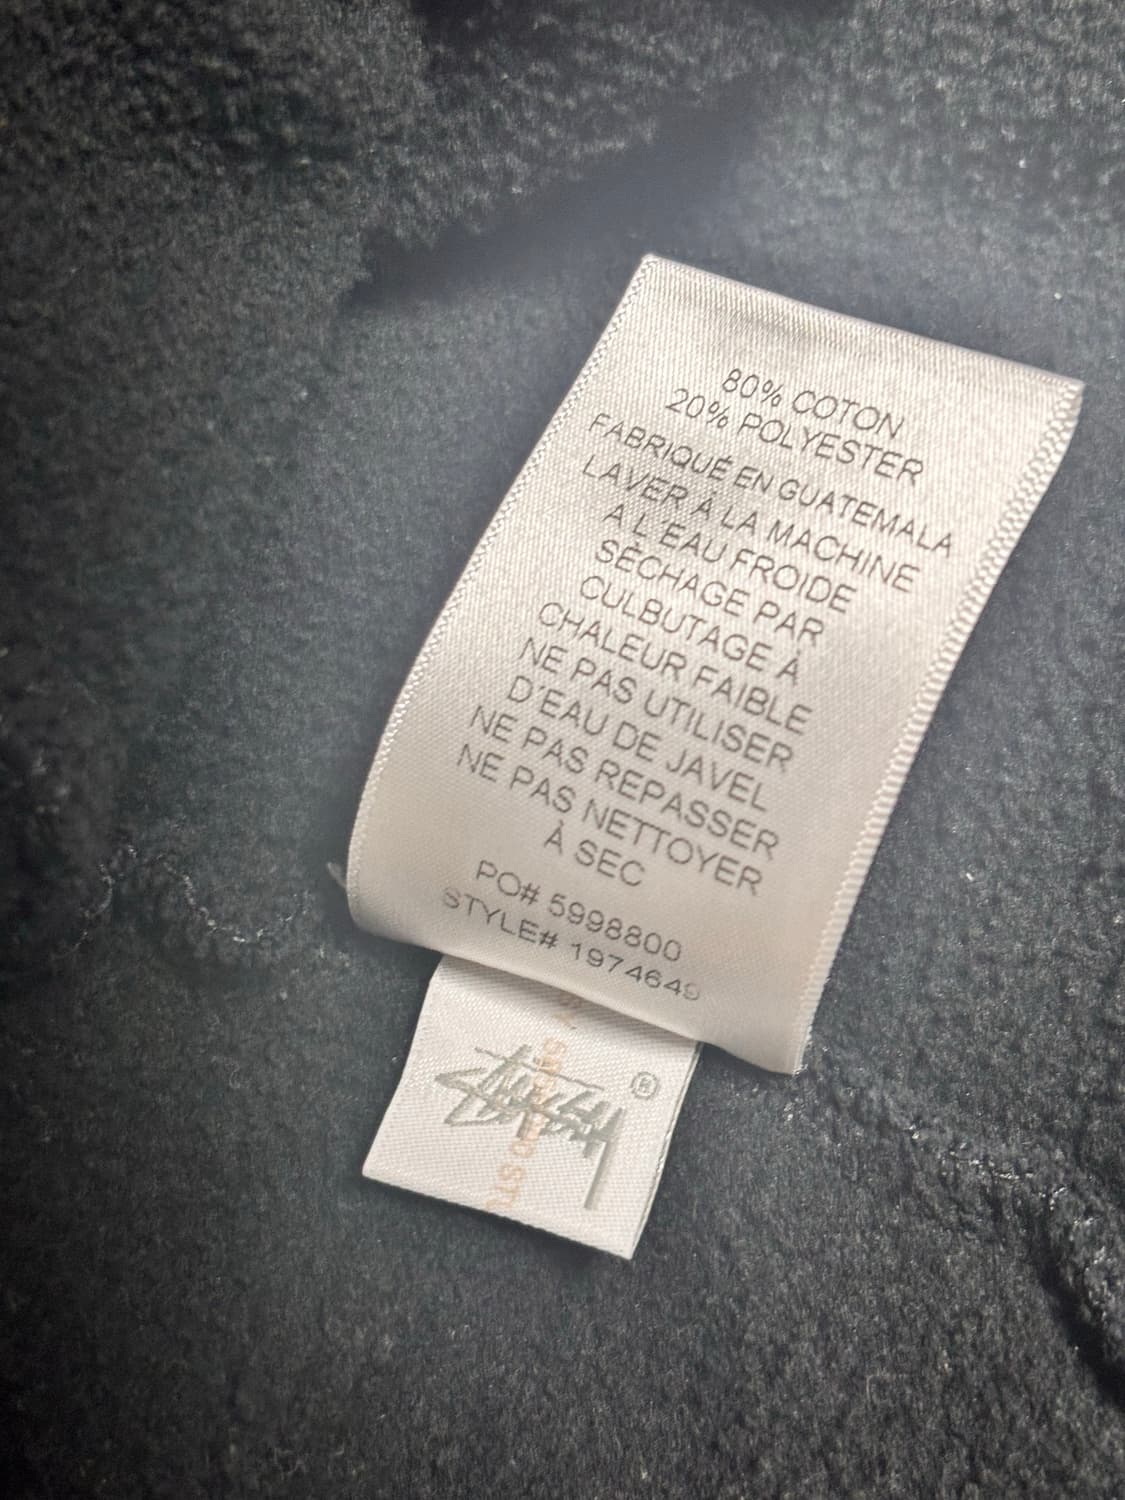 80% COTON
20% POLYESTER
FABRIQUÉ EN GUATEMALA
LAVER À LA MACHINE
A L'EAU FROIDE
SÈCHAGE PAR
CULBUTAGE À
CHALEUR FAIBLE
NE PAS UTILISER
D'EAU DE JAVEL
NE PAS REPASSER
NE PAS NETTOYER
À SEC
PO# 5998800
STYLE# 1974649
Stüssy ®